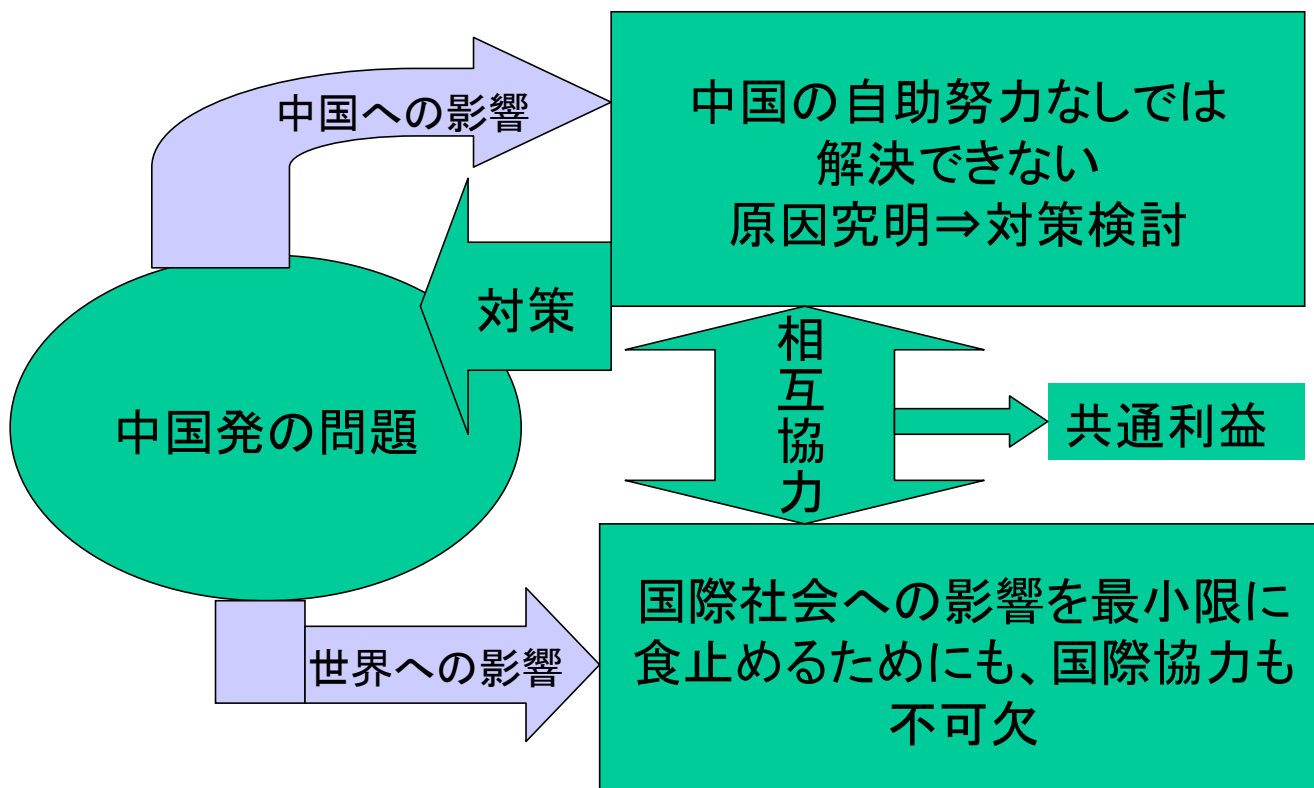 中国への影響
中国の自助努力なしでは
解決できない
原因究明⇒対策検討
対策
中国発の問題
相互協力
共通利益
世界への影響
国際社会への影響を最小限に
食止めるためにも、国際協力も
不可欠